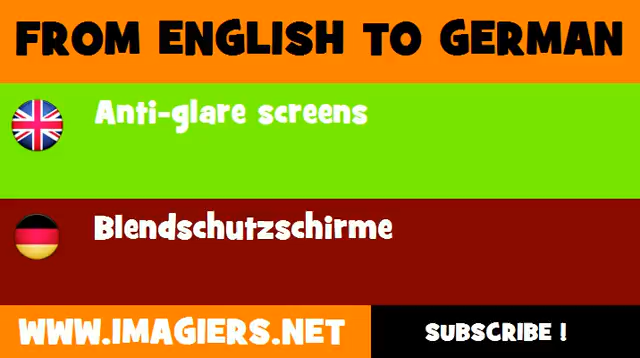 FROM ENGLISH TO GERMAN
Anti-glare screens
Blendschutzschirme
WWW.IMAGIERS.NET
SUBSCRIBE !